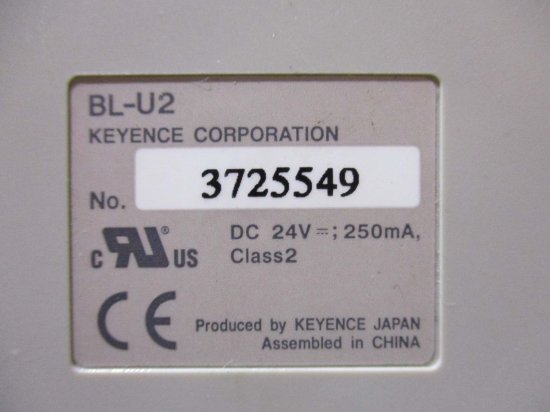 BL-U2
KEYENCE CORPORATION
No. 3725549
c RU US
DC 24V⎓; 250mA,
Class2
CE
Produced by KEYENCE JAPAN
Assembled in CHINA